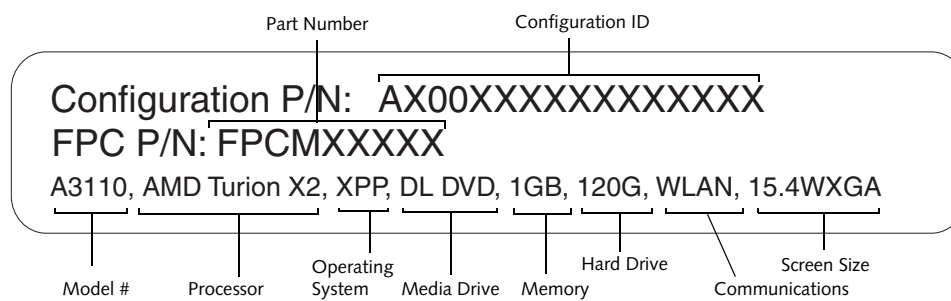 Part Number Configuration ID
Configuration P/N: AX00XXXXXXXXXXXXX
FPC P/N: FPCMXXXXX
A3110, AMD Turion X2, XPP, DL DVD, 1GB, 120G, WLAN, 15.4WXGA
Model # Processor Operating System Media Drive Memory Hard Drive Communications Screen Size